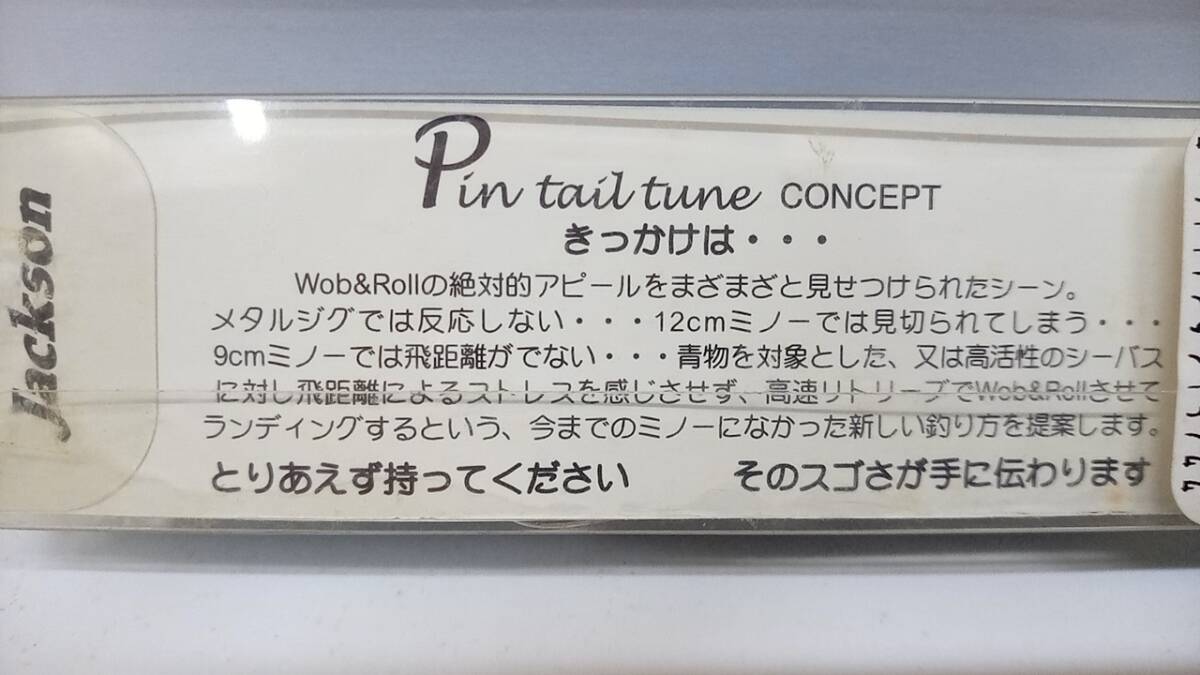 Jackson
Pin tail tune CONCEPT
きっかけは・・・
Wob&Rollの絶対的アピールをまざまざと見せつけられたシーン。
メタルジグでは反応しない・・・12cmミノーでは見切られてしまう・・・
9cmミノーでは飛距離がでない・・・青物を対象とした、又は高活性のシーバス
に対し飛距離によるストレスを感じさせず、高速リトリーブでWob&Rollさせて
ランディングするという、今までのミノーになかった新しい釣り方を提案します。
とりあえず持ってください　そのスゴさが手に伝わります